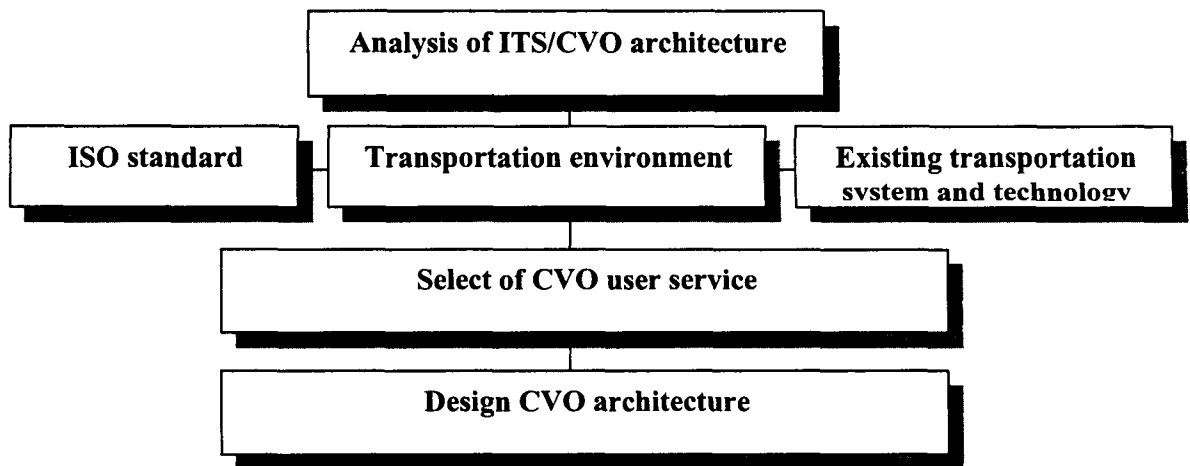 Analysis of ITS/CVO architecture
ISO standard
Transportation environment
Existing transportation
system and technology
Select of CVO user service
Design CVO architecture